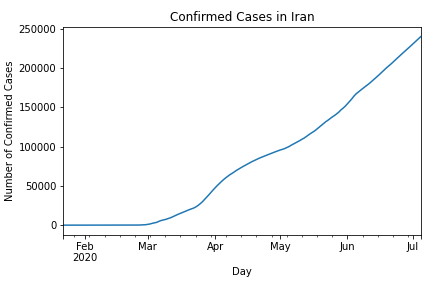 Confirmed Cases in Iran
Number of Confirmed Cases
250000
200000
150000
100000
50000
0
Feb Mar Apr May Jun Jul
2020
Day